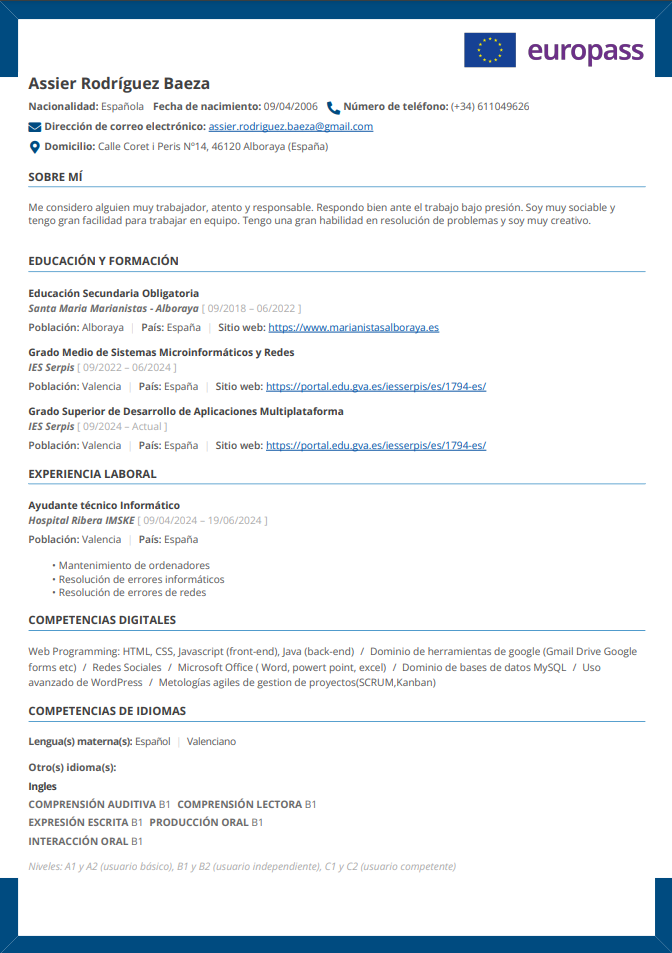 europass
Assier Rodríguez Baeza
Nacionalidad: Española Fecha de nacimiento: 09/04/2006 Número de teléfono: (+34) 611049626
Dirección de correo electrónico: assier.rodriguez.baeza@gmail.com
Domicilio: Calle Coret i Peris Nº14, 46120 Alboraya (España)
SOBRE MÍ
Me considero alguien muy trabajador, atento y responsable. Respondo bien ante el trabajo bajo presión. Soy muy sociable y
tengo gran facilidad para trabajar en equipo. Tengo una gran habilidad en resolución de problemas y soy muy creativo.
EDUCACIÓN Y FORMACIÓN
Educación Secundaria Obligatoria
Santa Maria Marianistas - Alboraya [ 09/2018 – 06/2022 ]
Población: Alboraya | País: España | Sitio web: https://www.marianistasalboraya.es
Grado Medio de Sistemas Microinformáticos y Redes
IES Serpis [ 09/2022 – 06/2024 ]
Población: Valencia | País: España | Sitio web: https://portal.edu.gva.es/iesserpis/es/1794-es/
Grado Superior de Desarrollo de Aplicaciones Multiplataforma
IES Serpis [ 09/2024 – Actual ]
Población: Valencia | País: España | Sitio web: https://portal.edu.gva.es/iesserpis/es/1794-es/
EXPERIENCIA LABORAL
Ayudante técnico Informático
Hospital Ribera IMSKE [ 09/04/2024 – 19/06/2024 ]
Población: Valencia | País: España
• Mantenimiento de ordenadores
• Resolución de errores informáticos
• Resolución de errores de redes
COMPETENCIAS DIGITALES
Web Programming: HTML, CSS, Javascript (front-end), Java (back-end) / Dominio de herramientas de google (Gmail Drive Google
forms etc) / Redes Sociales / Microsoft Office ( Word, powert point, excel) / Dominio de bases de datos MySQL / Uso
avanzado de WordPress / Metologías agiles de gestion de proyectos(SCRUM,Kanban)
COMPETENCIAS DE IDIOMAS
Lengua(s) materna(s): Español | Valenciano
Otro(s) idioma(s):
Ingles
COMPRENSIÓN AUDITIVA B1 COMPRENSIÓN LECTORA B1
EXPRESIÓN ESCRITA B1 PRODUCCIÓN ORAL B1
INTERACCIÓN ORAL B1
Niveles: A1 y A2 (usuario básico), B1 y B2 (usuario independiente), C1 y C2 (usuario competente)